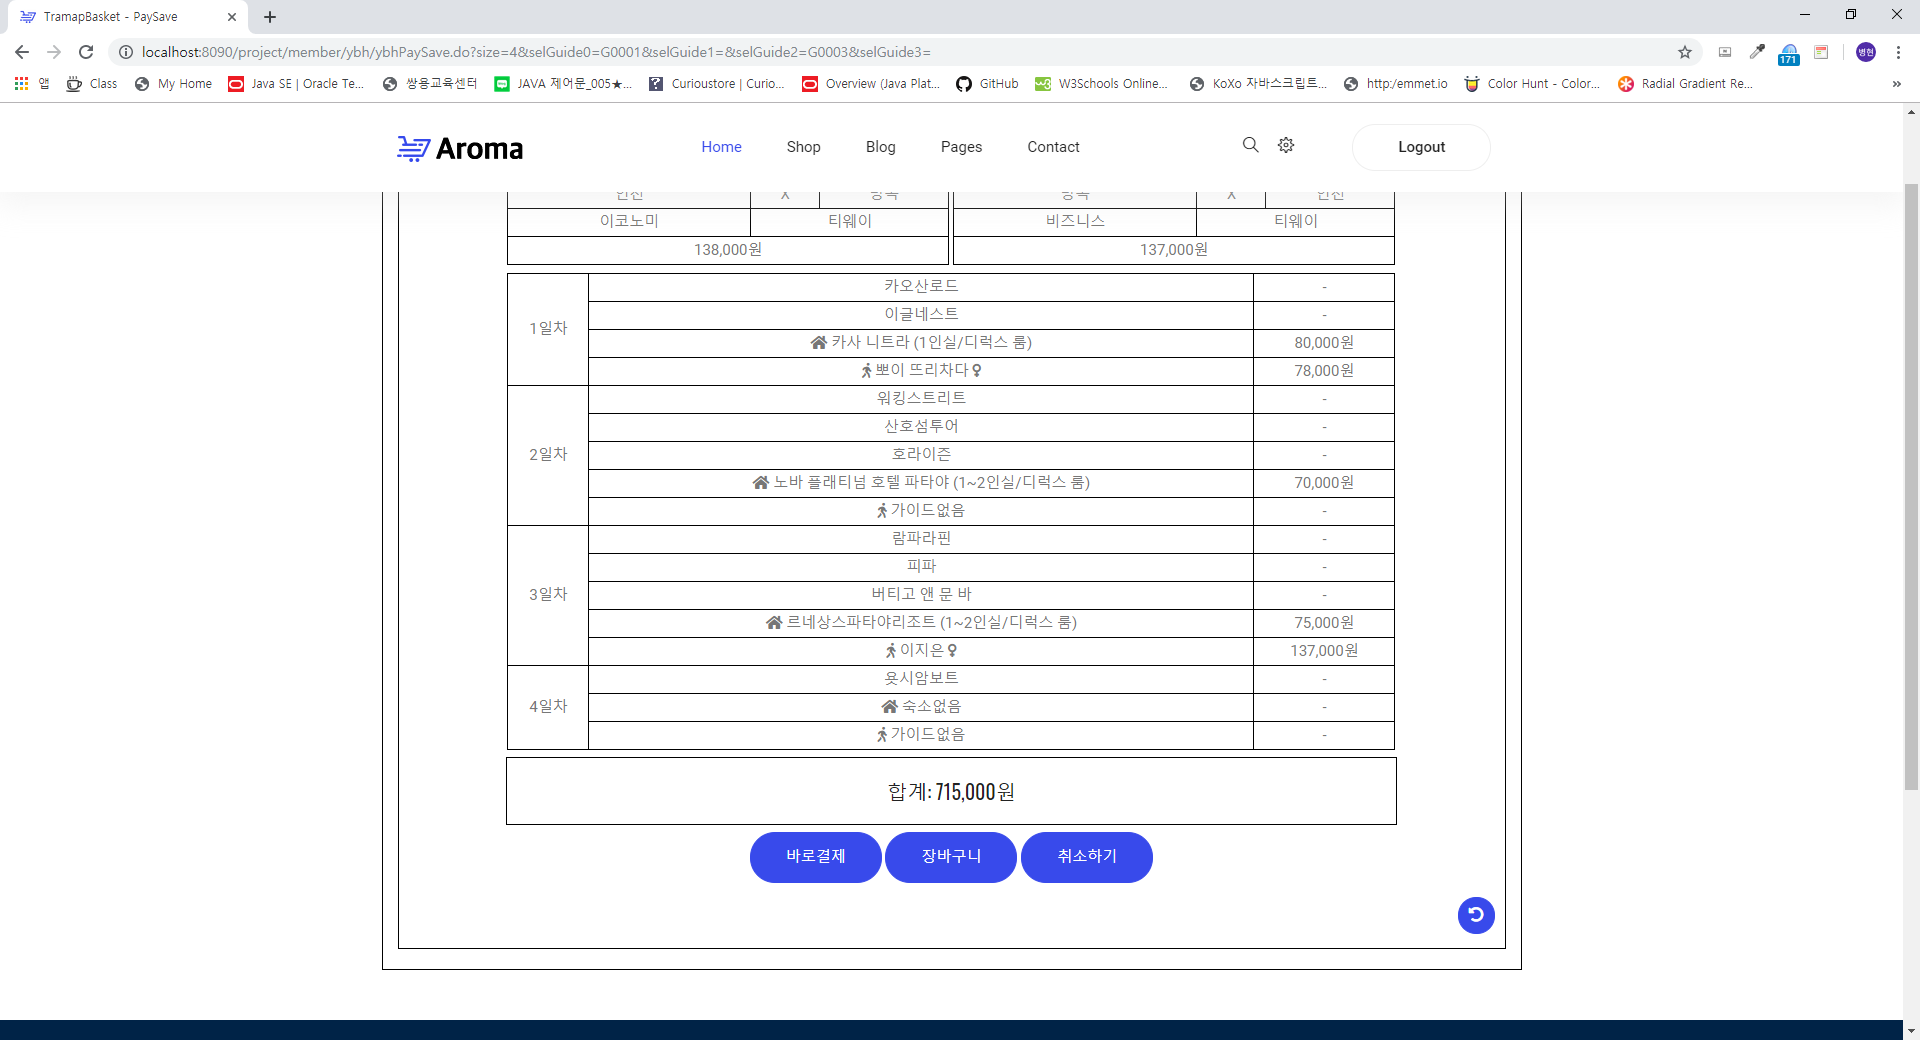 TramapBasket - PaySave
localhost:8090/project/member/ybh/ybhPaySave.do?size=4&selGuide0=G0001&selGuide1=&selGuide2=G0003&selGuide3=
171
병현
앱 Class My Home Java SE | Oracle Te... 쌍용교육센터 JAVA 제어문_005★... Curioustore | Curio... Overview (Java Plat... GitHub W3Schools Online... KoXo 자바스크립트... http:/emmet.io Color Hunt - Color... Radial Gradient Re... »
Aroma Home Shop Blog Pages Contact Logout
인천 X 방콕 방콕 X 인천
이코노미 티웨이 비즈니스 티웨이
138,000원 137,000원
1일차
카오산로드 -
이글네스트 -
카사 니트라 (1인실/디럭스 룸) 80,000원
뽀이 뜨리차다 78,000원
2일차
워킹스트리트 -
산호섬투어 -
호라이즌 -
노바 플래티넘 호텔 파타야 (1~2인실/디럭스 룸) 70,000원
가이드없음 -
3일차
람파라핀 -
피파 -
버티고 앤 문 바 -
르네상스파타야리조트 (1~2인실/디럭스 룸) 75,000원
이지은 137,000원
4일차
욧시암보트 -
숙소없음 -
가이드없음 -
합계: 715,000원
바로결제 장바구니 취소하기